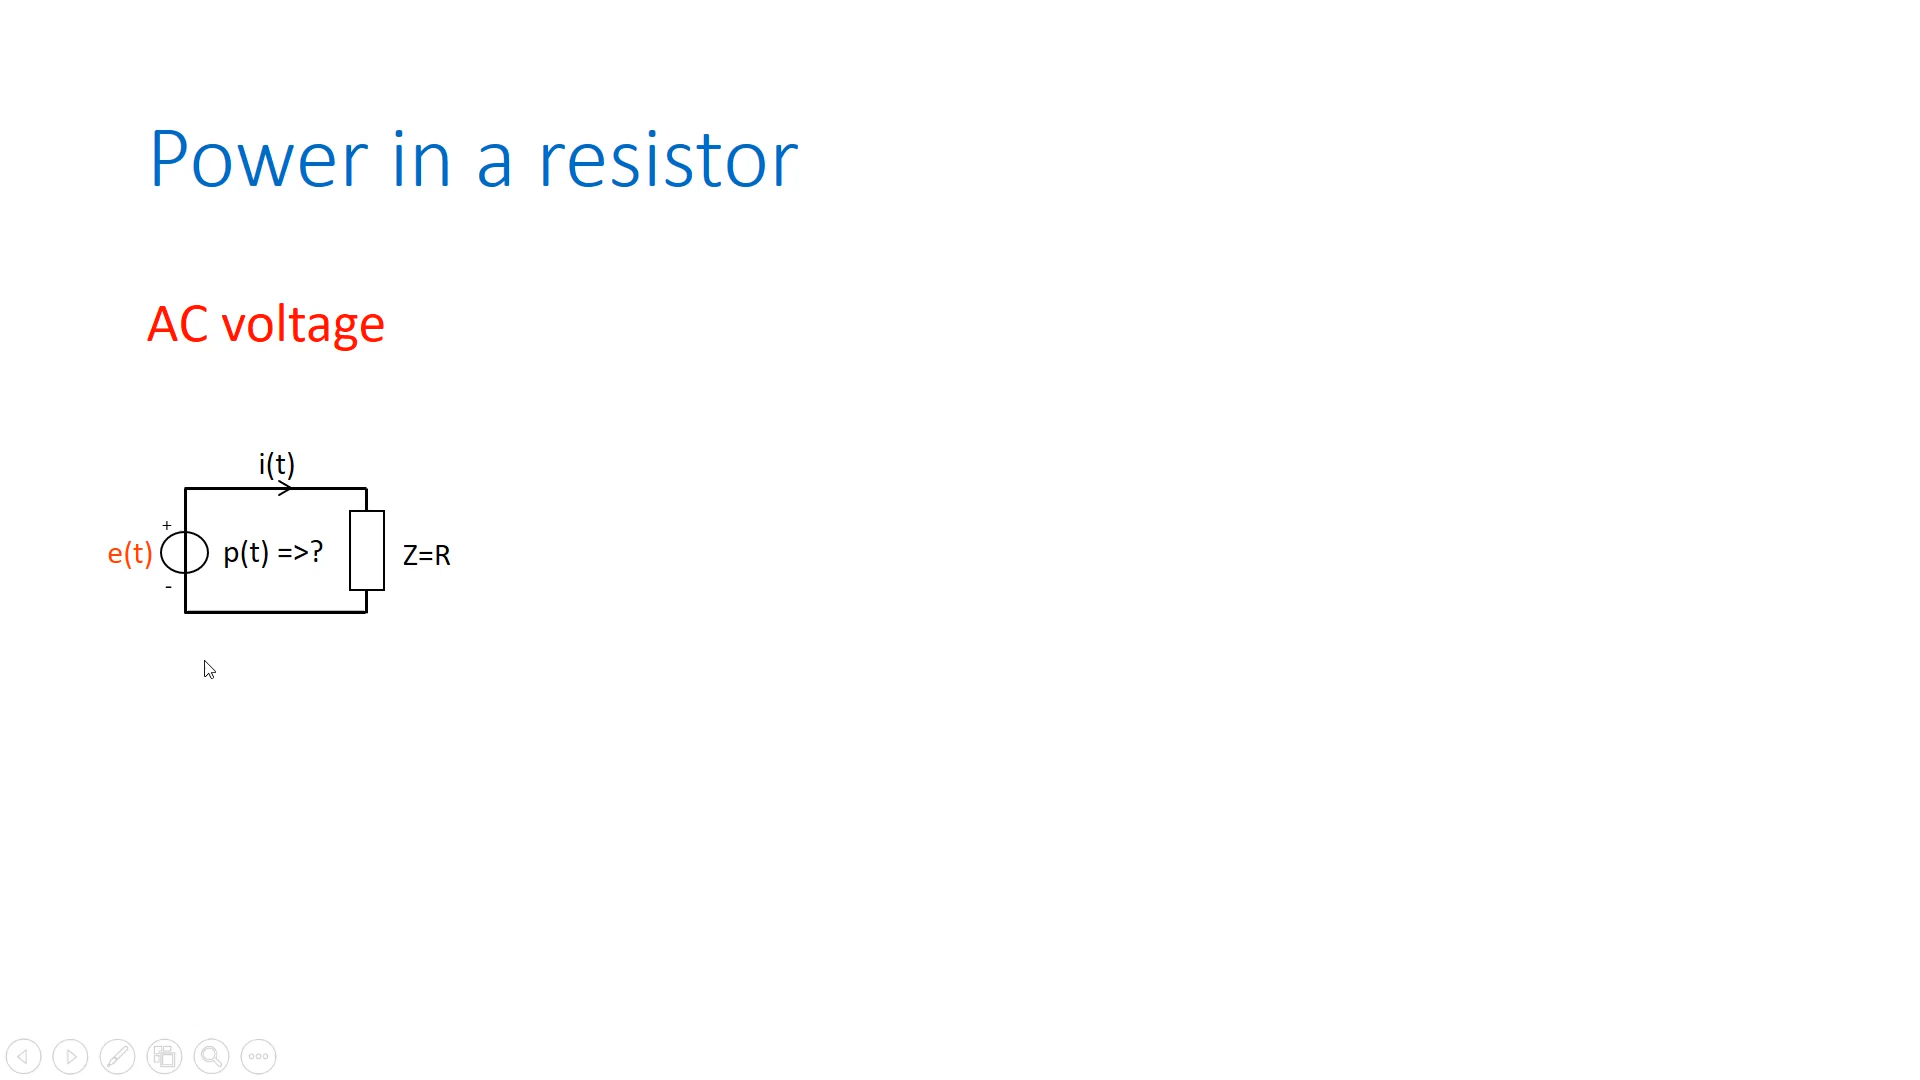 Power in a resistor
AC voltage
i(t)
+
e(t) p(t) =>? Z=R
-